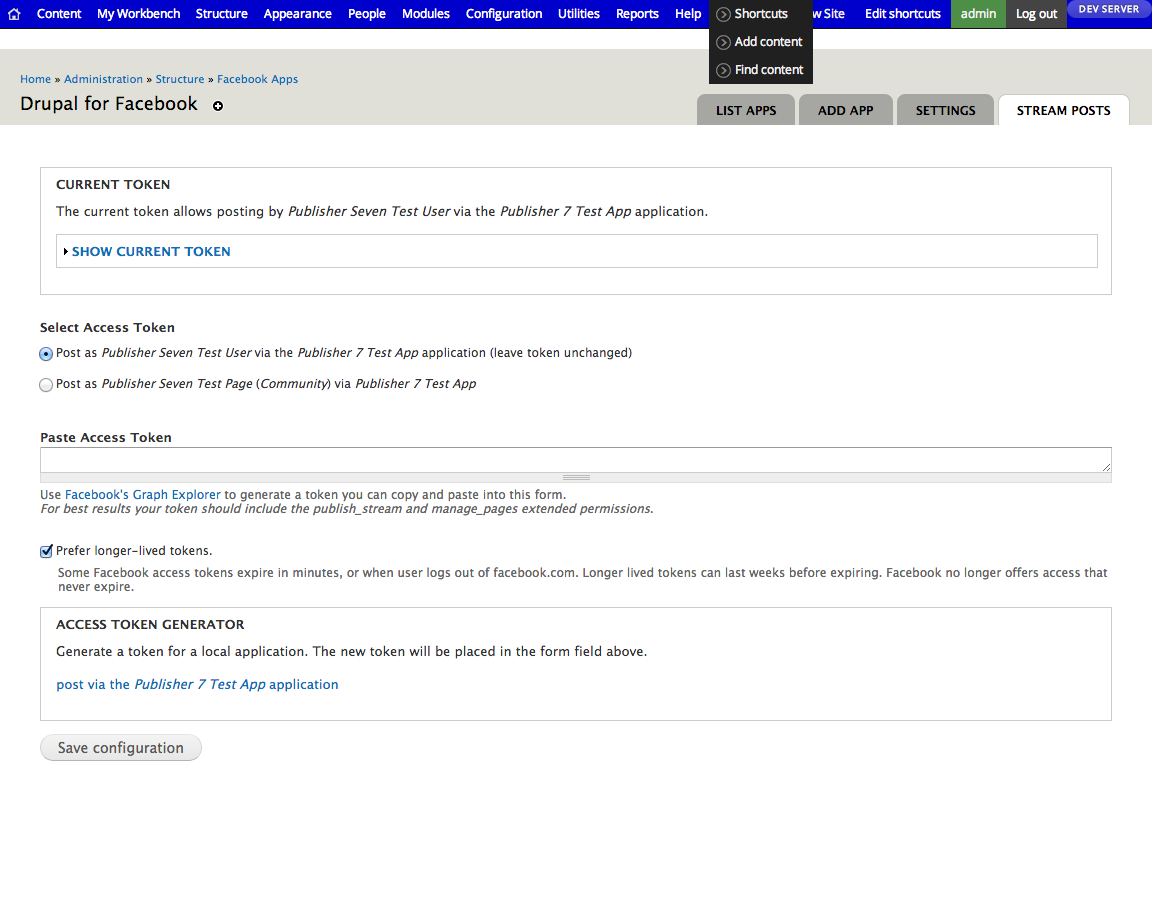 Content My Workbench Structure Appearance People Modules Configuration Utilities Reports Help Shortcuts w Site Edit shortcuts admin Log out DEV SERVER
Add content
Find content
Home » Administration » Structure » Facebook Apps
Drupal for Facebook
LIST APPS ADD APP SETTINGS STREAM POSTS
CURRENT TOKEN
The current token allows posting by Publisher Seven Test User via the Publisher 7 Test App application.
SHOW CURRENT TOKEN
Select Access Token
Post as Publisher Seven Test User via the Publisher 7 Test App application (leave token unchanged)
Post as Publisher Seven Test Page (Community) via Publisher 7 Test App
Paste Access Token
Use Facebook's Graph Explorer to generate a token you can copy and paste into this form.
For best results your token should include the publish_stream and manage_pages extended permissions.
Prefer longer-lived tokens.
Some Facebook access tokens expire in minutes, or when user logs out of facebook.com. Longer lived tokens can last weeks before expiring. Facebook no longer offers access that
never expire.
ACCESS TOKEN GENERATOR
Generate a token for a local application. The new token will be placed in the form field above.
post via the Publisher 7 Test App application
Save configuration